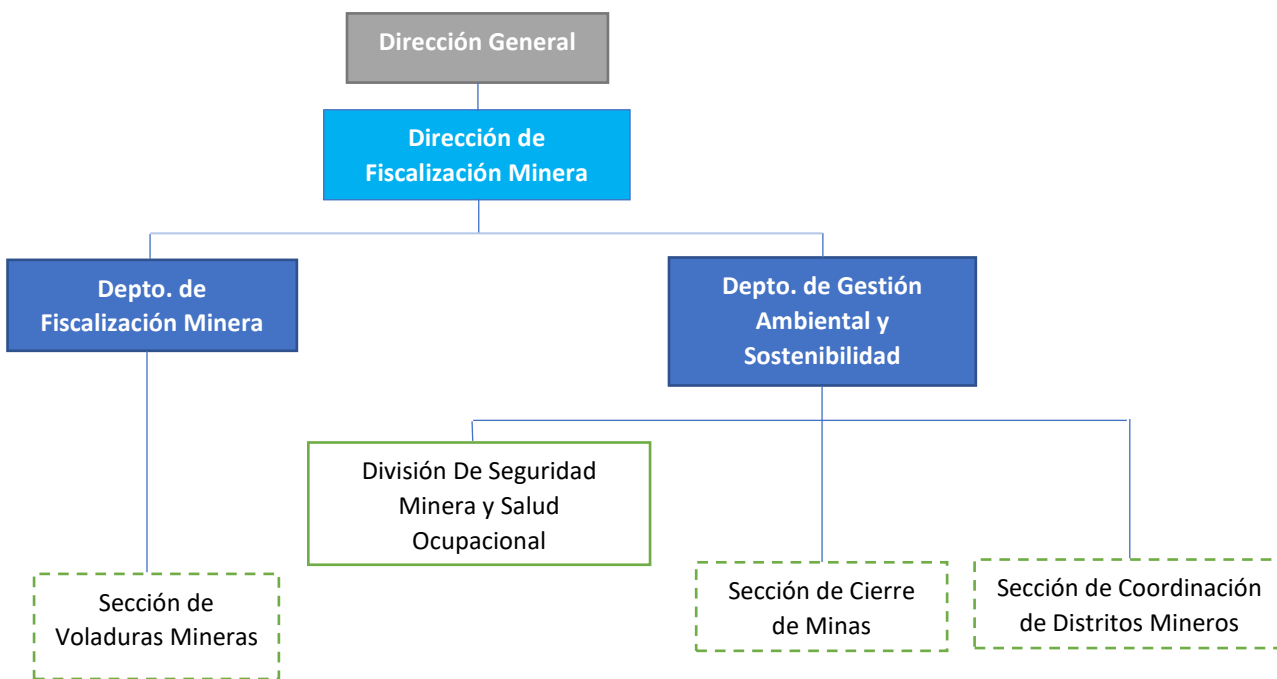 Dirección General
Dirección de
Fiscalización Minera
Depto. de
Fiscalización Minera
Depto. de Gestión
Ambiental y
Sostenibilidad
División De Seguridad
Minera y Salud
Ocupacional
Sección de
Voladuras Mineras
Sección de Cierre
de Minas
Sección de Coordinación
de Distritos Mineros